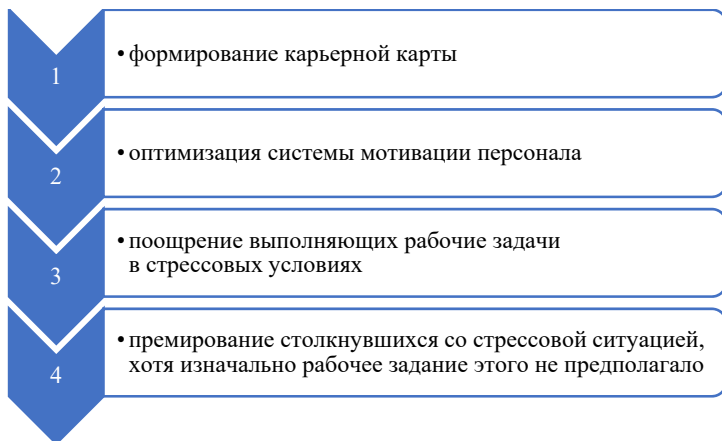 1
• формирование карьерной карты
2
• оптимизация системы мотивации персонала
3
• поощрение выполняющих рабочие задачи
в стрессовых условиях
4
• премирование столкнувшихся со стрессовой ситуацией,
хотя изначально рабочее задание этого не предполагало